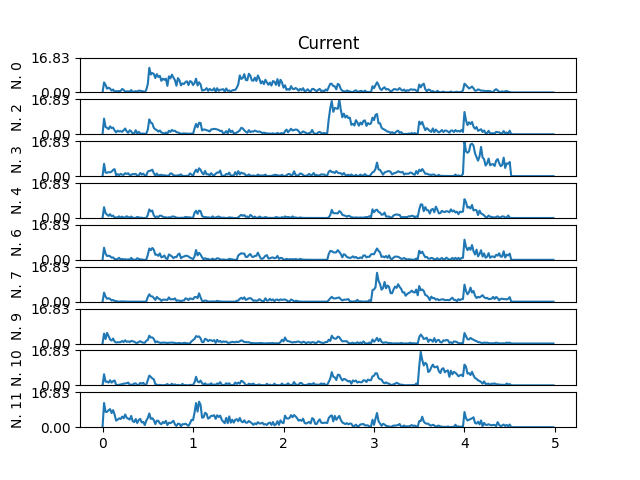 Current
N. 0
16.83
0.00
N. 2
16.83
0.00
N. 3
16.83
0.00
N. 4
16.83
0.00
N. 6
16.83
0.00
N. 7
16.83
0.00
N. 9
16.83
0.00
N. 10
16.83
0.00
N. 11
16.83
0.00
0 1 2 3 4 5